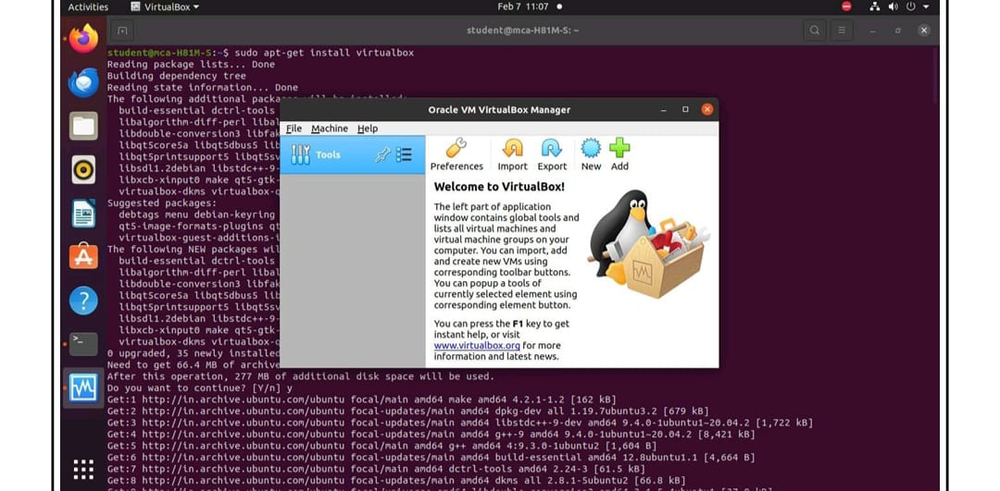 Activities VirtualBox Feb 7 11:07
student@mca-H81M-S: ~
student@mca-H81M-S:~$ sudo apt-get install virtualbox
Reading package lists... Done
Building dependency tree
Reading state information... Done
The following additional packages will be installed:
build-essential dctrl-tools
libalgorithm-diff-perl libal
libdouble-conversion3 libfak
libqt5core5a libqt5dbus5 lib
libqt5printsupport5 libqt5sv
libsdl1.2debian libstdc++-9-
libxcb-xinput0 make qt5-gtk-
virtualbox-dkms virtualbox-q
Suggested packages:
debtags menu debian-keyring
qt5-image-formats-plugins qt
virtualbox-guest-additions-i
The following NEW packages wil
build-essential dctrl-tools
libalgorithm-diff-perl libal
libdouble-conversion3 libfak
libqt5core5a libqt5dbus5 lib
libqt5printsupport5 libqt5sv
libsdl1.2debian libstdc++-9-
libxcb-xinput0 make qt5-gtk-
virtualbox-dkms virtualbox-q
0 upgraded, 35 newly installed
Need to get 66.4 MB of archive
After this operation, 277 MB of additional disk space will be used.
Do you want to continue? [Y/n] y
Get:1 http://in.archive.ubuntu.com/ubuntu focal/main amd64 make amd64 4.2.1-1.2 [162 kB]
Get:2 http://in.archive.ubuntu.com/ubuntu focal-updates/main amd64 dpkg-dev all 1.19.7ubuntu3.2 [679 kB]
Get:3 http://in.archive.ubuntu.com/ubuntu focal-updates/main amd64 libstdc++-9-dev amd64 9.4.0-1ubuntu1~20.04.2 [1,722 kB]
Get:4 http://in.archive.ubuntu.com/ubuntu focal-updates/main amd64 g++-9 amd64 9.4.0-1ubuntu1~20.04.2 [8,421 kB]
Get:5 http://in.archive.ubuntu.com/ubuntu focal/main amd64 g++ amd64 4:9.3.0-1ubuntu2 [1,604 B]
Get:6 http://in.archive.ubuntu.com/ubuntu focal-updates/main amd64 build-essential amd64 12.8ubuntu1.1 [4,664 B]
Get:7 http://in.archive.ubuntu.com/ubuntu focal/main amd64 dctrl-tools amd64 2.24-3 [61.5 kB]
Get:8 http://in.archive.ubuntu.com/ubuntu focal-updates/main amd64 dkms all 2.8.1-5ubuntu2 [66.8 kB]
Oracle VM VirtualBox Manager
File Machine Help
Tools
Preferences Import Export New Add
Welcome to VirtualBox!
The left part of application
window contains global tools and
lists all virtual machines and
virtual machine groups on your
computer. You can import, add
and create new VMs using
corresponding toolbar buttons.
You can popup a tools of
currently selected element using
corresponding element button.
You can press the F1 key to get
instant help, or visit
www.virtualbox.org for more
information and latest news.